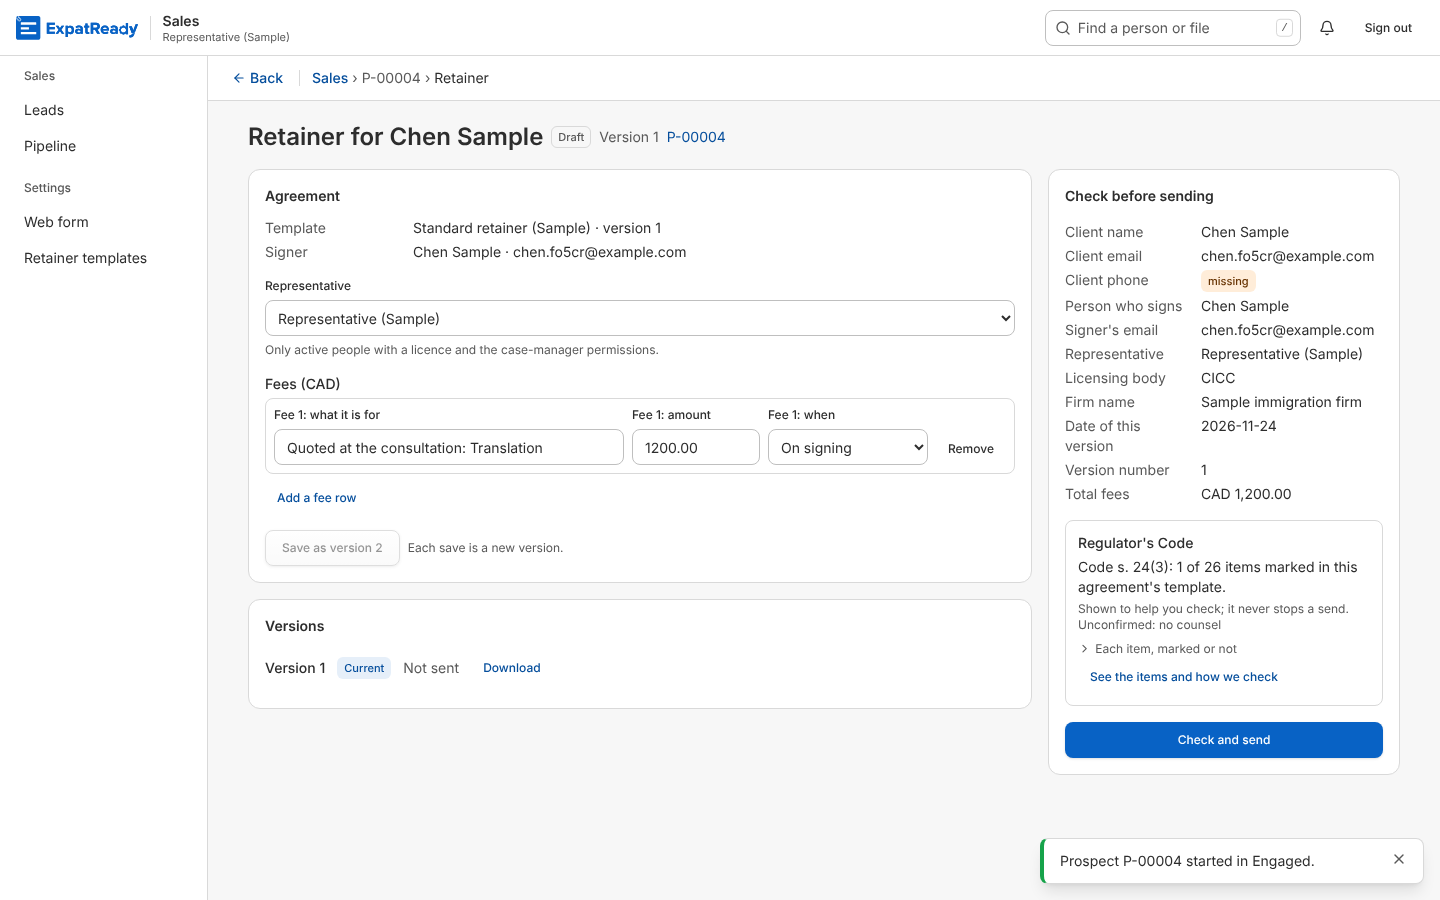 ExpatReady
Sales
Representative (Sample)
Find a person or file
/
Sign out
Sales
Leads
Pipeline
Settings
Web form
Retainer templates
← Back
Sales › P-00004 › Retainer
Retainer for Chen Sample Draft Version 1 P-00004
Agreement
Template Standard retainer (Sample) · version 1
Signer Chen Sample · chen.fo5cr@example.com
Representative
Representative (Sample)
Only active people with a licence and the case-manager permissions.
Fees (CAD)
Fee 1: what it is for Fee 1: amount Fee 1: when
Quoted at the consultation: Translation 1200.00 On signing Remove
Add a fee row
Save as version 2 Each save is a new version.
Versions
Version 1 Current Not sent Download
Check before sending
Client name Chen Sample
Client email chen.fo5cr@example.com
Client phone missing
Person who signs Chen Sample
Signer's email chen.fo5cr@example.com
Representative Representative (Sample)
Licensing body CICC
Firm name Sample immigration firm
Date of this version 2026-11-24
Version number 1
Total fees CAD 1,200.00
Regulator's Code
Code s. 24(3): 1 of 26 items marked in this
agreement's template.
Shown to help you check; it never stops a send.
Unconfirmed: no counsel
Each item, marked or not
See the items and how we check
Check and send
Prospect P-00004 started in Engaged.